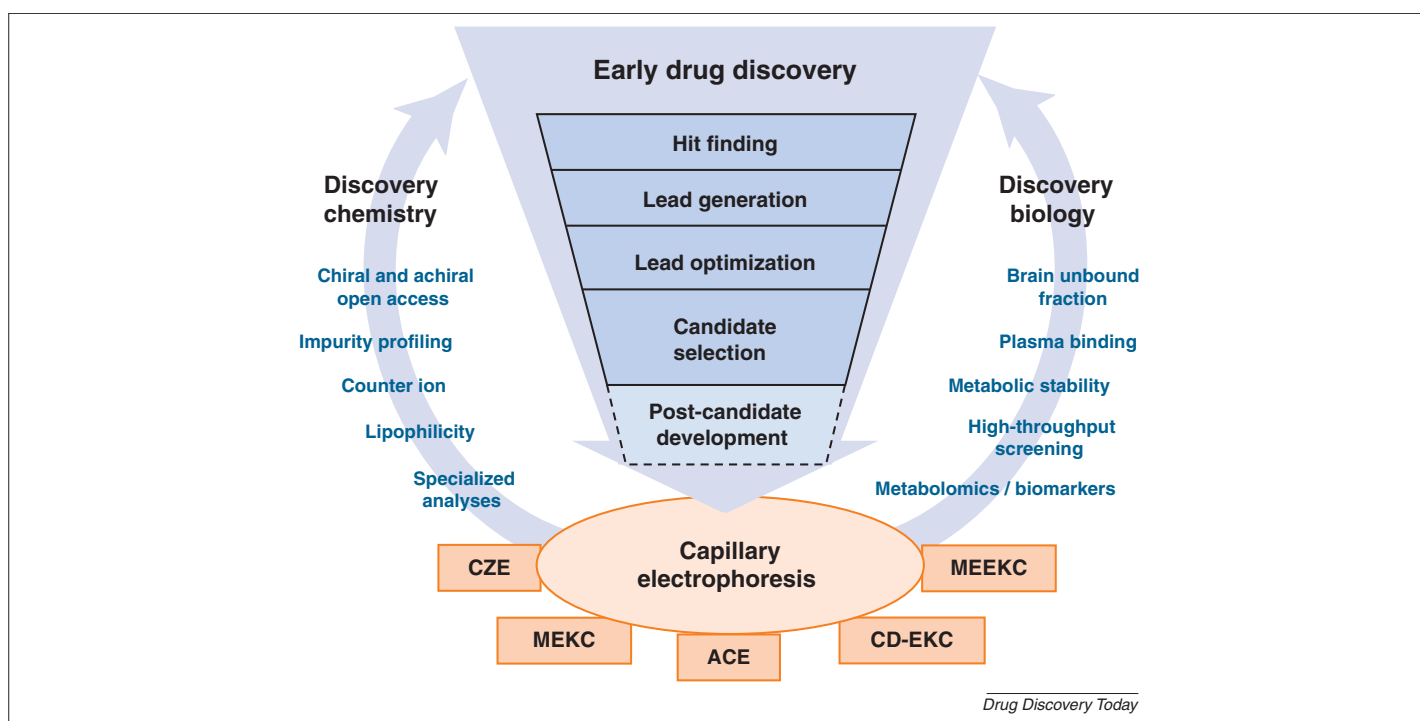 Early drug discovery
Hit finding
Lead generation
Lead optimization
Candidate
selection
Post-candidate
development
Discovery
chemistry
Chiral and achiral
open access
Impurity profiling
Counter ion
Lipophilicity
Specialized
analyses
Discovery
biology
Brain unbound
fraction
Plasma binding
Metabolic stability
High-throughput
screening
Metabolomics / biomarkers
Capillary
electrophoresis
CZE
MEKC
ACE
CD-EKC
MEEKC
Drug Discovery Today